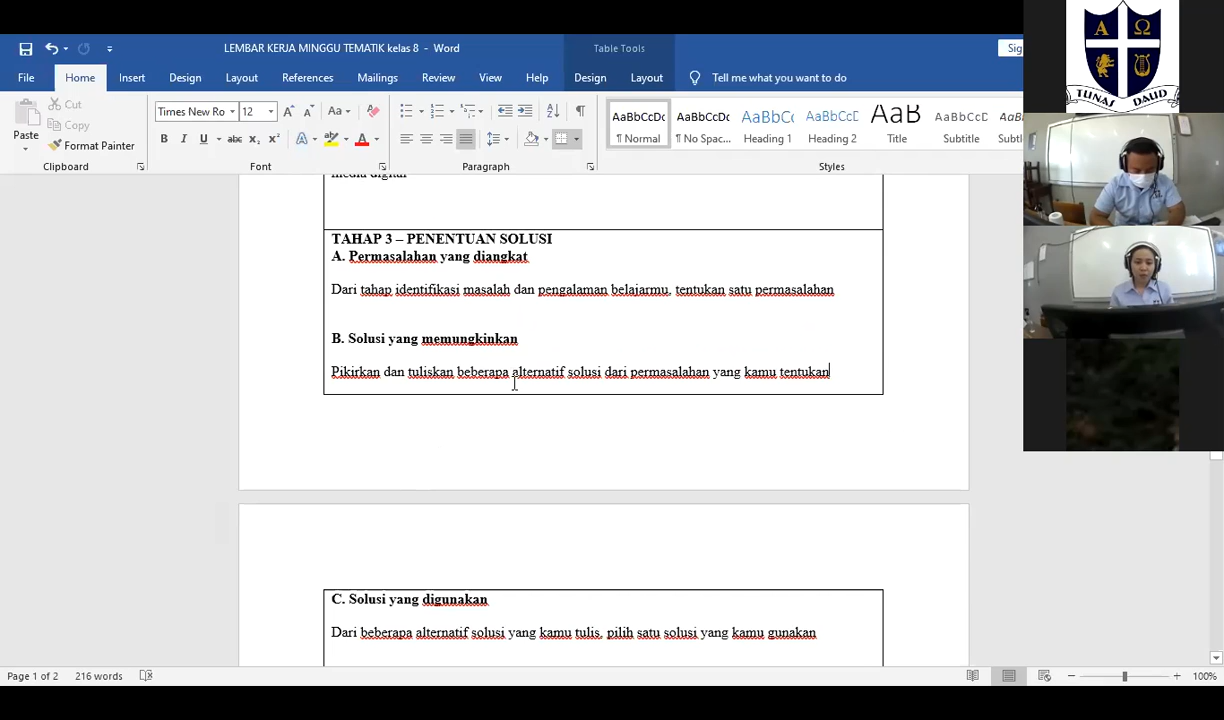 LEMBAR KERJA MINGGU TEMATIK kelas 8 - Word
Table Tools
File Home Insert Design Layout References Mailings Review View Help Design Layout Tell me what you want to do
Cut
Copy
Format Painter
Paste
Clipboard
Times New Ro 12
Font
Paragraph
AaBbCcDc AaBbCcDc AaBbCc AaBbCcD AaB AaBbCcD
¶ Normal ¶ No Spac... Heading 1 Heading 2 Title Subtitle
Styles
media digital
TAHAP 3 – PENENTUAN SOLUSI
A. Permasalahan yang diangkat
Dari tahap identifikasi masalah dan pengalaman belajarmu, tentukan satu permasalahan
B. Solusi yang memungkinkan
Pikirkan dan tuliskan beberapa alternatif solusi dari permasalahan yang kamu tentukan
C. Solusi yang digunakan
Dari beberapa alternatif solusi yang kamu tulis, pilih satu solusi yang kamu gunakan
Page 1 of 2 216 words
100%
Α Ω
TUNAS DAUD